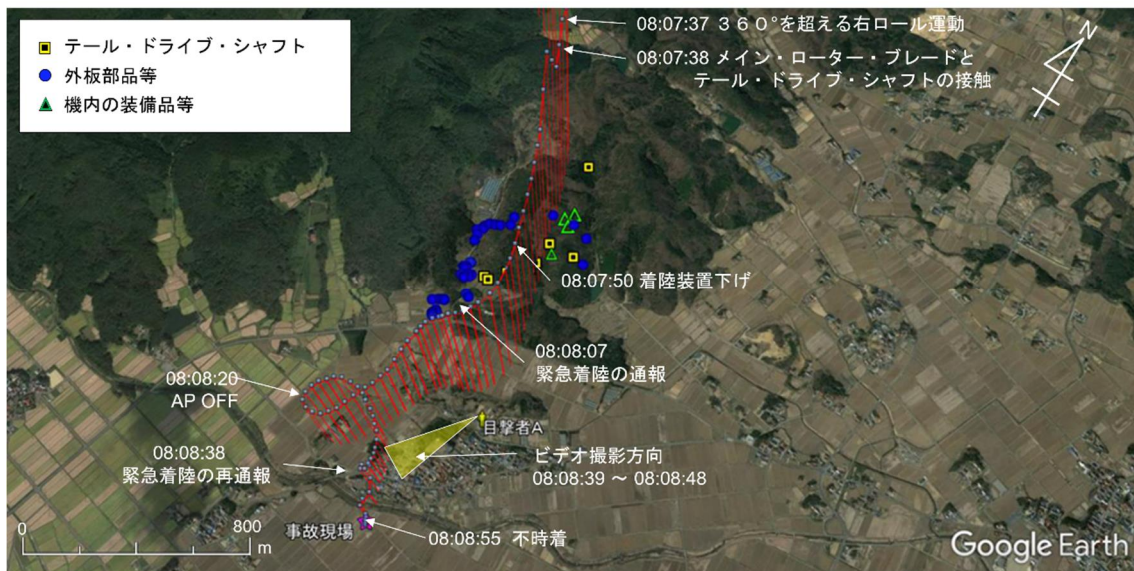 テール・ドライブ・シャフト
外板部品等
機内の装備品等
08:07:37 ３６０°を超える右ロール運動
08:07:38 メイン・ローター・ブレードと
テール・ドライブ・シャフトの接触
N
08:07:50 着陸装置下げ
08:08:07
緊急着陸の通報
08:08:20
AP OFF
目撃者A
08:08:38
緊急着陸の再通報
ビデオ撮影方向
08:08:39 ～ 08:08:48
事故現場
08:08:55 不時着
0 800
m
Google Earth